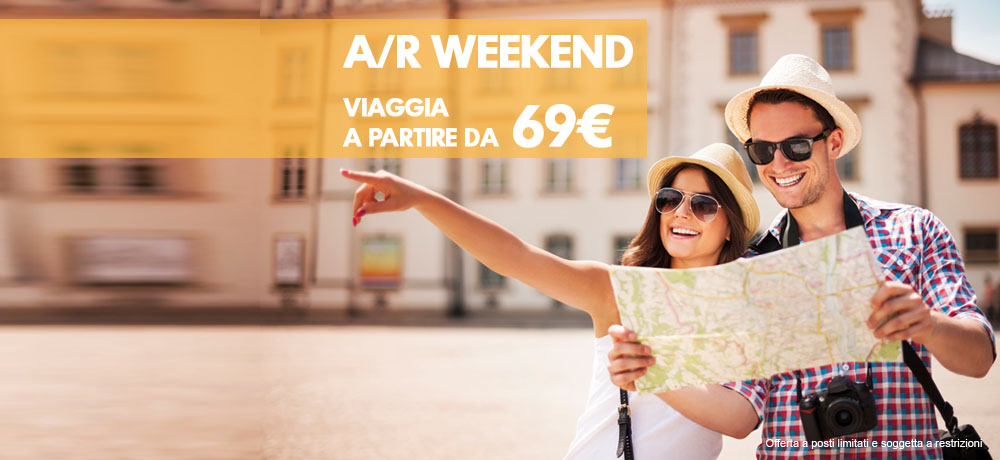 A/R WEEKEND
VIAGGIA
A PARTIRE DA 69€
Offerta a posti limitati e soggetta a restrizioni